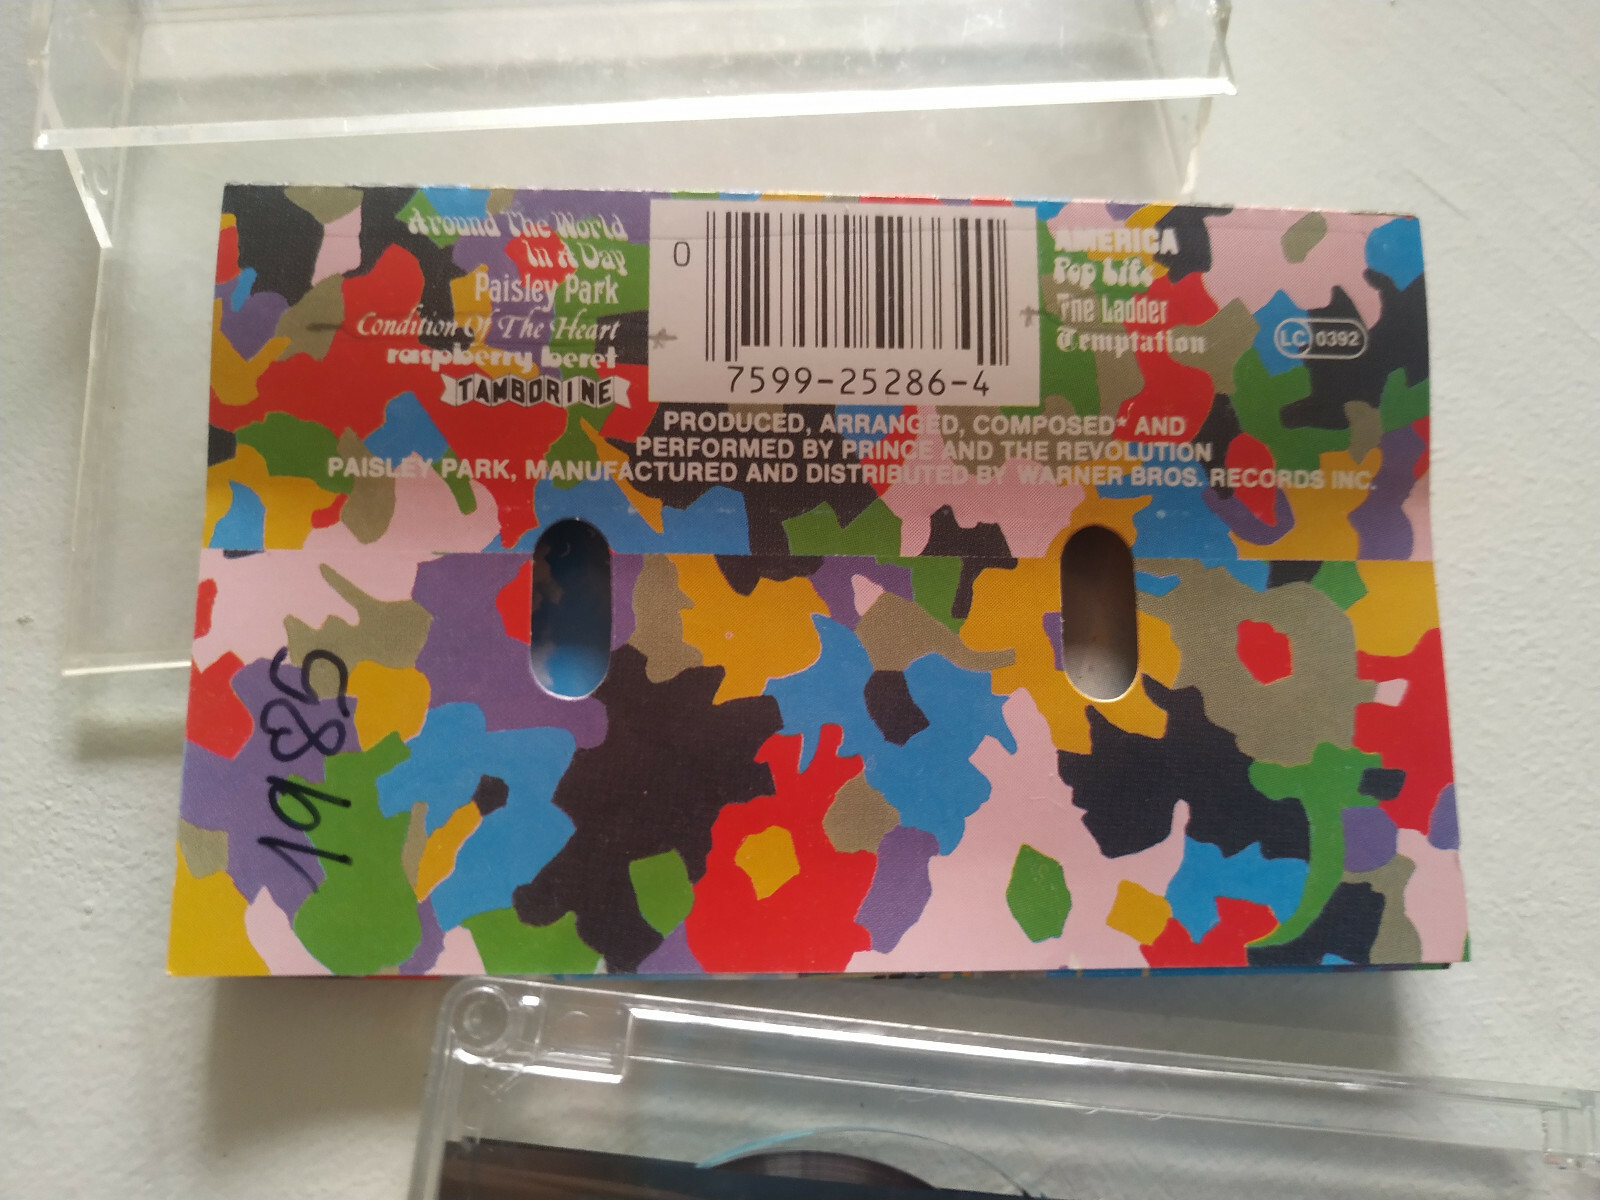 Around The World
In A Day
Paisley Park
Condition Of The Heart
raspberry beret
TAMBORINE
0
7599-25286-4
AMERICA
Pop Life
The Ladder
Temptation
LC 0392
PRODUCED, ARRANGED, COMPOSED* AND
PERFORMED BY PRINCE AND THE REVOLUTION
PAISLEY PARK, MANUFACTURED AND DISTRIBUTED BY WARNER BROS. RECORDS INC.
1985